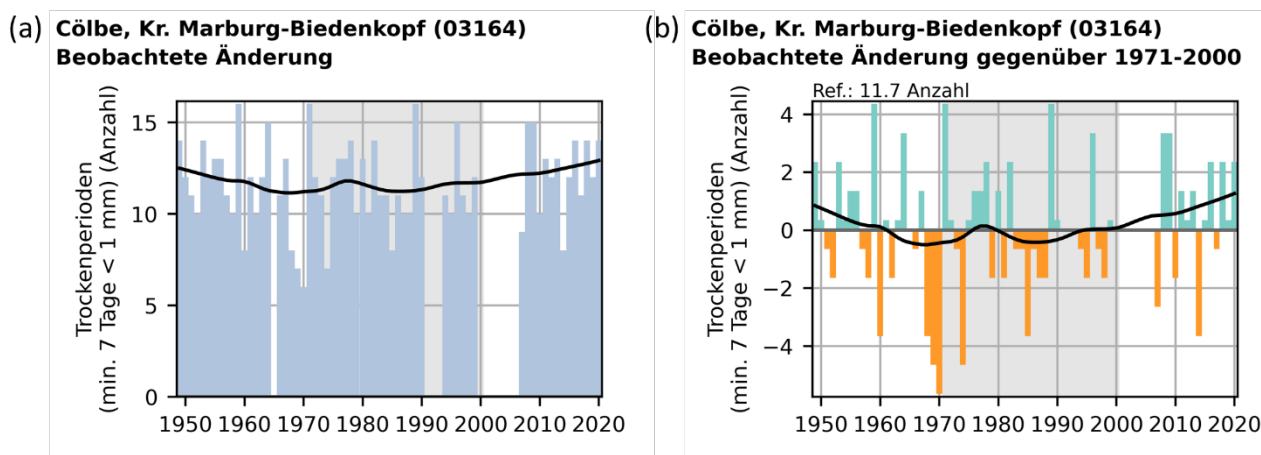 (a) Cölbe, Kr. Marburg-Biedenkopf (03164)
Beobachtete Änderung
Trockenperioden
(min. 7 Tage < 1 mm) (Anzahl)
15
10
5
0
1950 1960 1970 1980 1990 2000 2010 2020
(b) Cölbe, Kr. Marburg-Biedenkopf (03164)
Beobachtete Änderung gegenüber 1971-2000
Ref.: 11.7 Anzahl
Trockenperioden
(min. 7 Tage < 1 mm) (Anzahl)
4
2
0
−2
−4
1950 1960 1970 1980 1990 2000 2010 2020